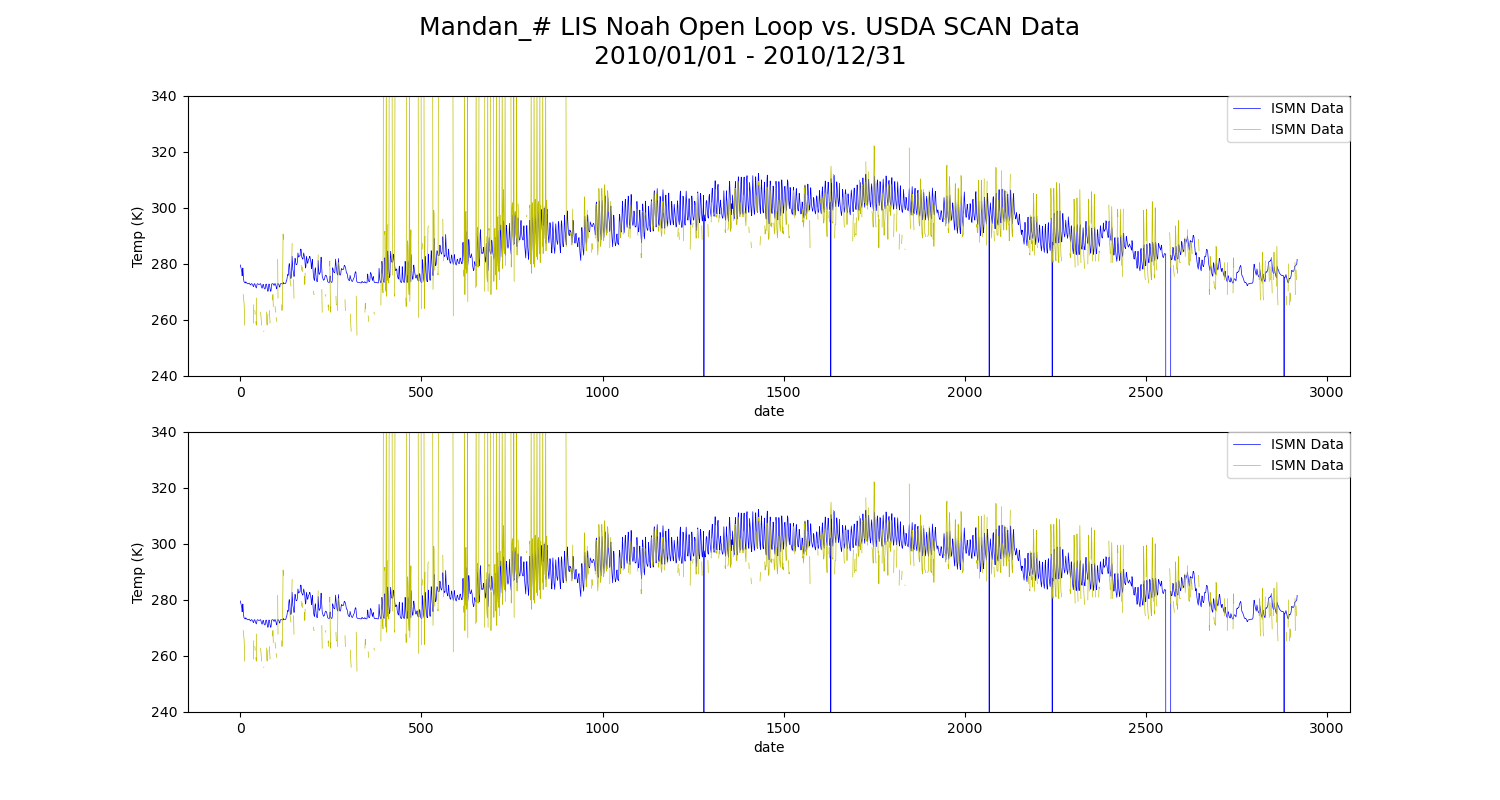 Mandan_# LIS Noah Open Loop vs. USDA SCAN Data
2010/01/01 - 2010/12/31
340
320
300
280
260
240
Temp (K)
ISMN Data
ISMN Data
0 500 1000 1500 2000 2500 3000
date
340
320
300
280
260
240
Temp (K)
ISMN Data
ISMN Data
0 500 1000 1500 2000 2500 3000
date